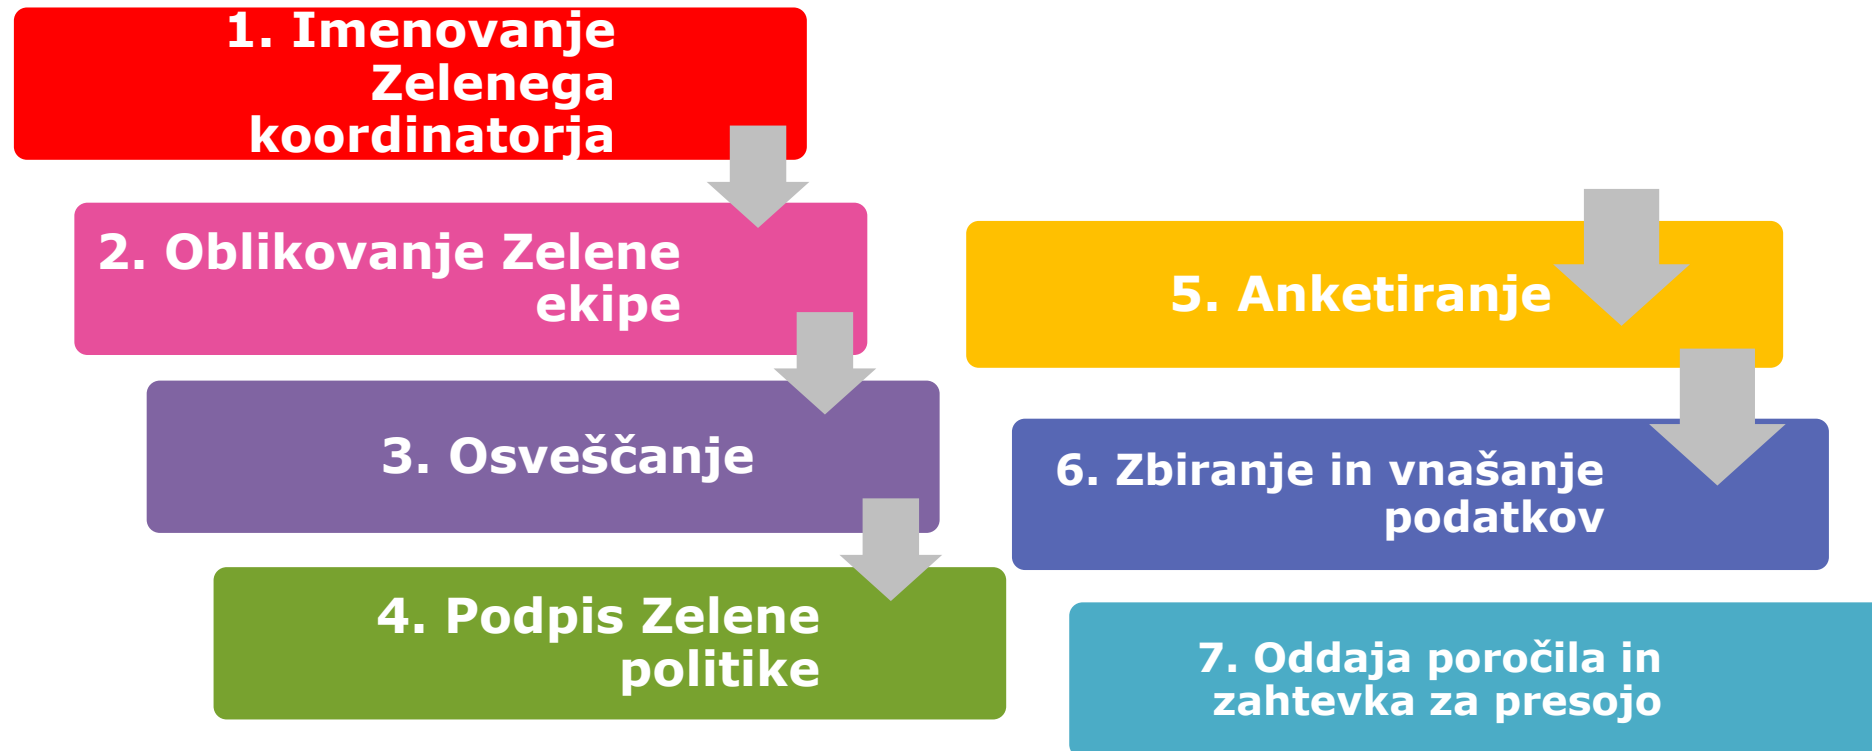 1. Imenovanje
Zelenega
koordinatorja
2. Oblikovanje Zelene
ekipe
3. Osveščanje
4. Podpis Zelene
politike
5. Anketiranje
6. Zbiranje in vnašanje
podatkov
7. Oddaja poročila in
zahtevka za presojo